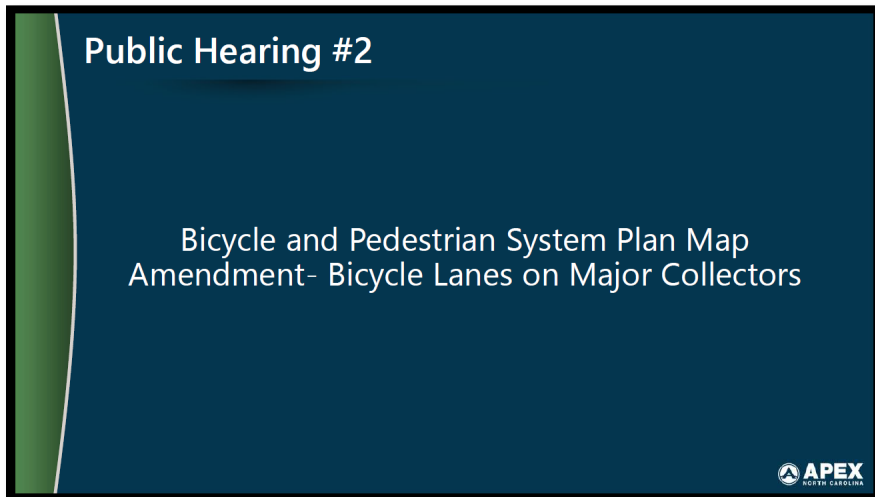 Public Hearing #2
Bicycle and Pedestrian System Plan Map
Amendment- Bicycle Lanes on Major Collectors
APEX
NORTH CAROLINA